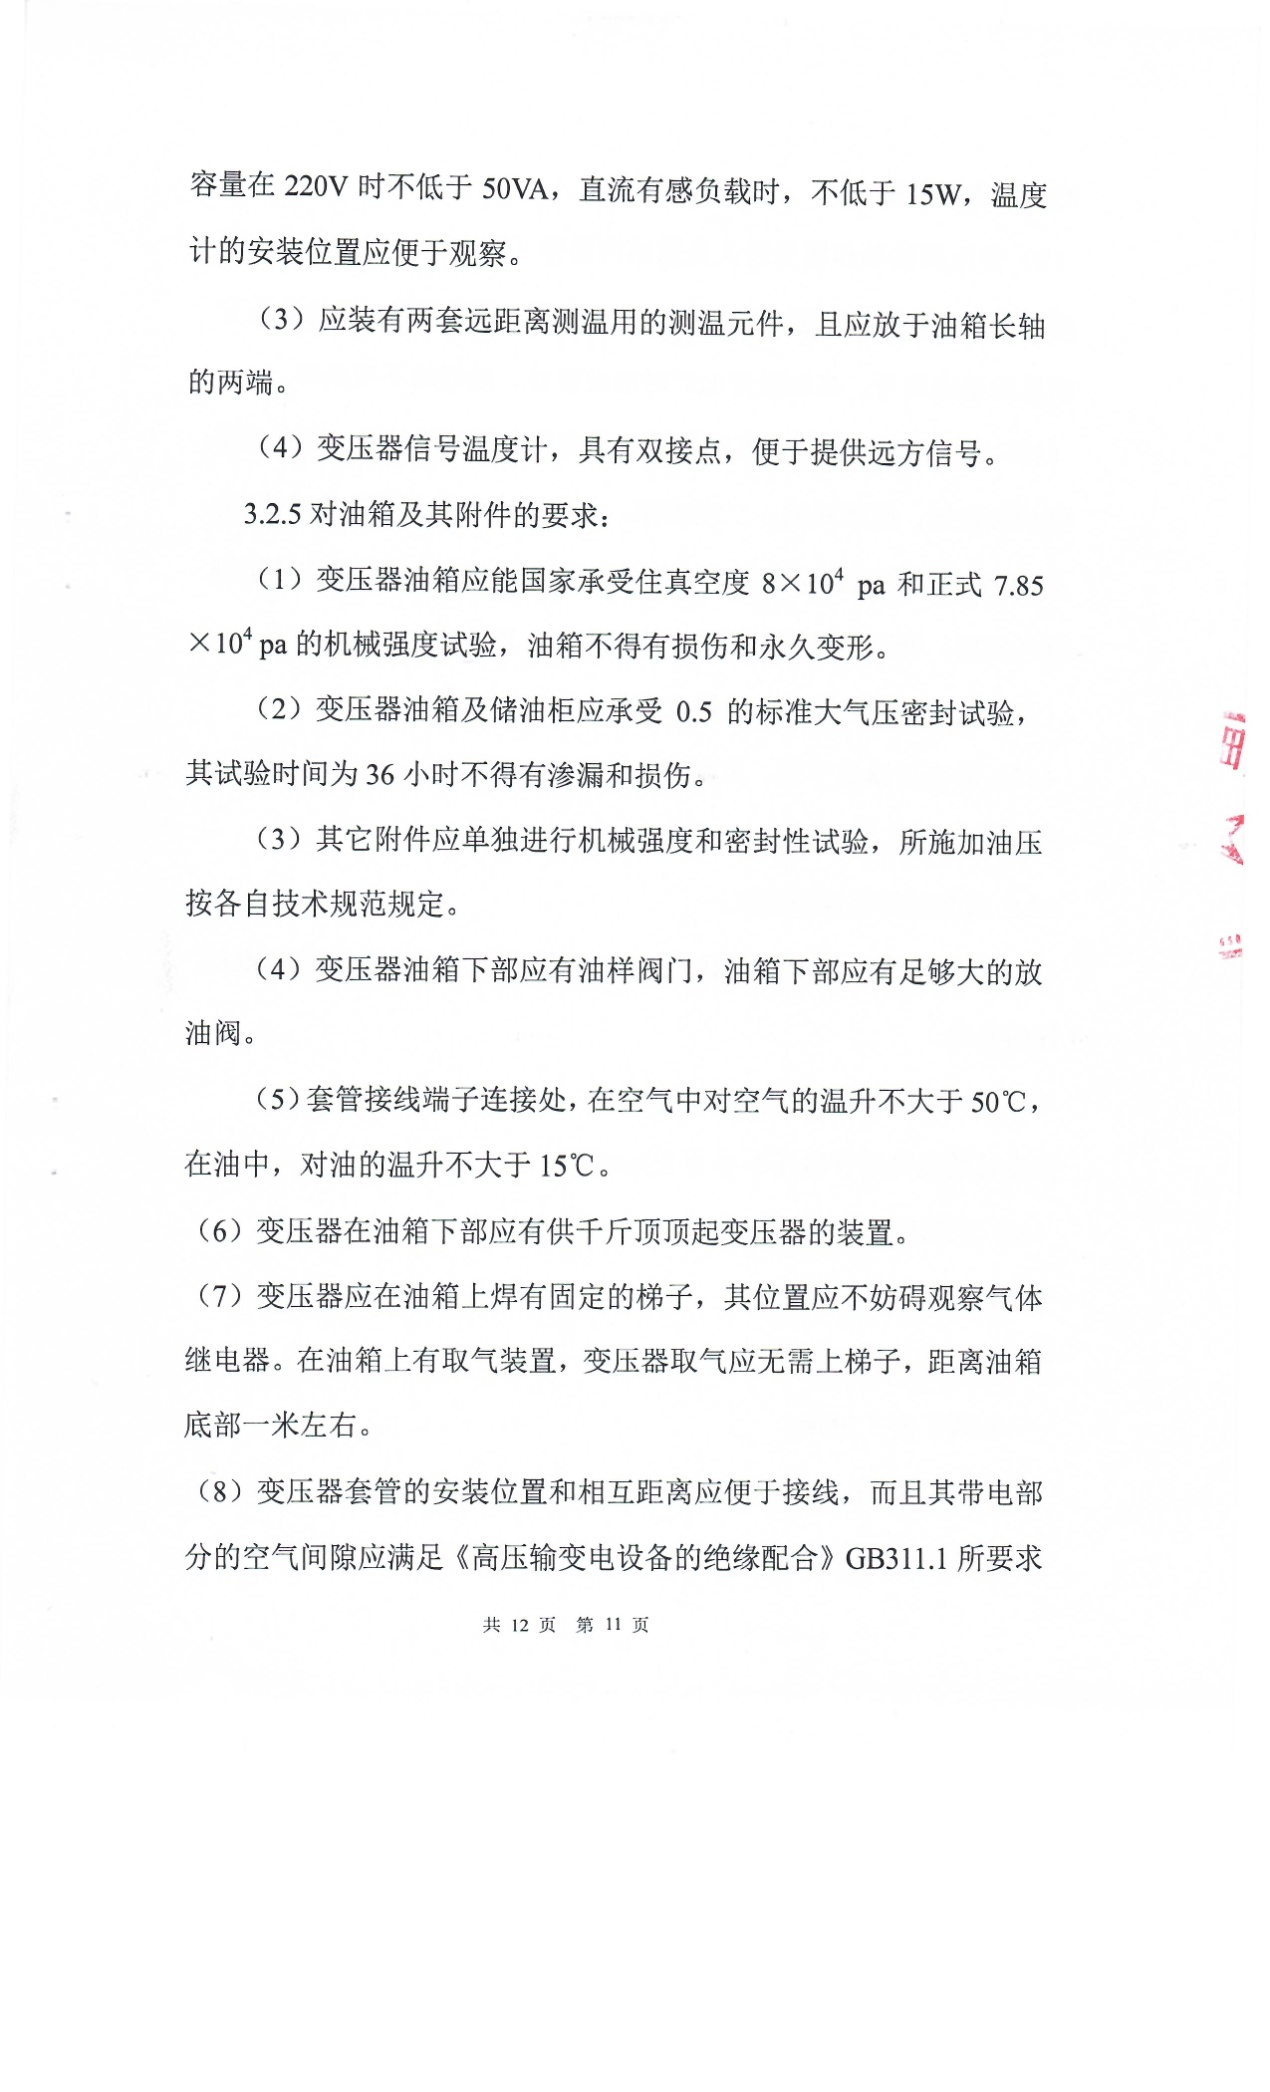 容量在 220V 时不低于 50VA，直流有感负载时，不低于 15W，温度
计的安装位置应便于观察。
（3）应装有两套远距离测温用的测温元件，且应放于油箱长轴
的两端。
（4）变压器信号温度计，具有双接点，便于提供远方信号。
3.2.5 对油箱及其附件的要求：
（1）变压器油箱应能国家承受住真空度 8×10⁴ pa 和正式 7.85
×10⁴ pa 的机械强度试验，油箱不得有损伤和永久变形。
（2）变压器油箱及储油柜应承受 0.5 的标准大气压密封试验，
其试验时间为 36 小时不得有渗漏和损伤。
（3）其它附件应单独进行机械强度和密封性试验，所施加油压
按各自技术规范规定。
（4）变压器油箱下部应有油样阀门，油箱下部应有足够大的放
油阀。
（5）套管接线端子连接处，在空气中对空气的温升不大于 50℃，
在油中，对油的温升不大于 15℃。
（6）变压器在油箱下部应有供千斤顶顶起变压器的装置。
（7）变压器应在油箱上焊有固定的梯子，其位置应不妨碍观察气体
继电器。在油箱上有取气装置，变压器取气应无需上梯子，距离油箱
底部一米左右。
（8）变压器套管的安装位置和相互距离应便于接线，而且其带电部
分的空气间隙应满足《高压输变电设备的绝缘配合》GB311.1 所要求
共 12 页 第 11 页